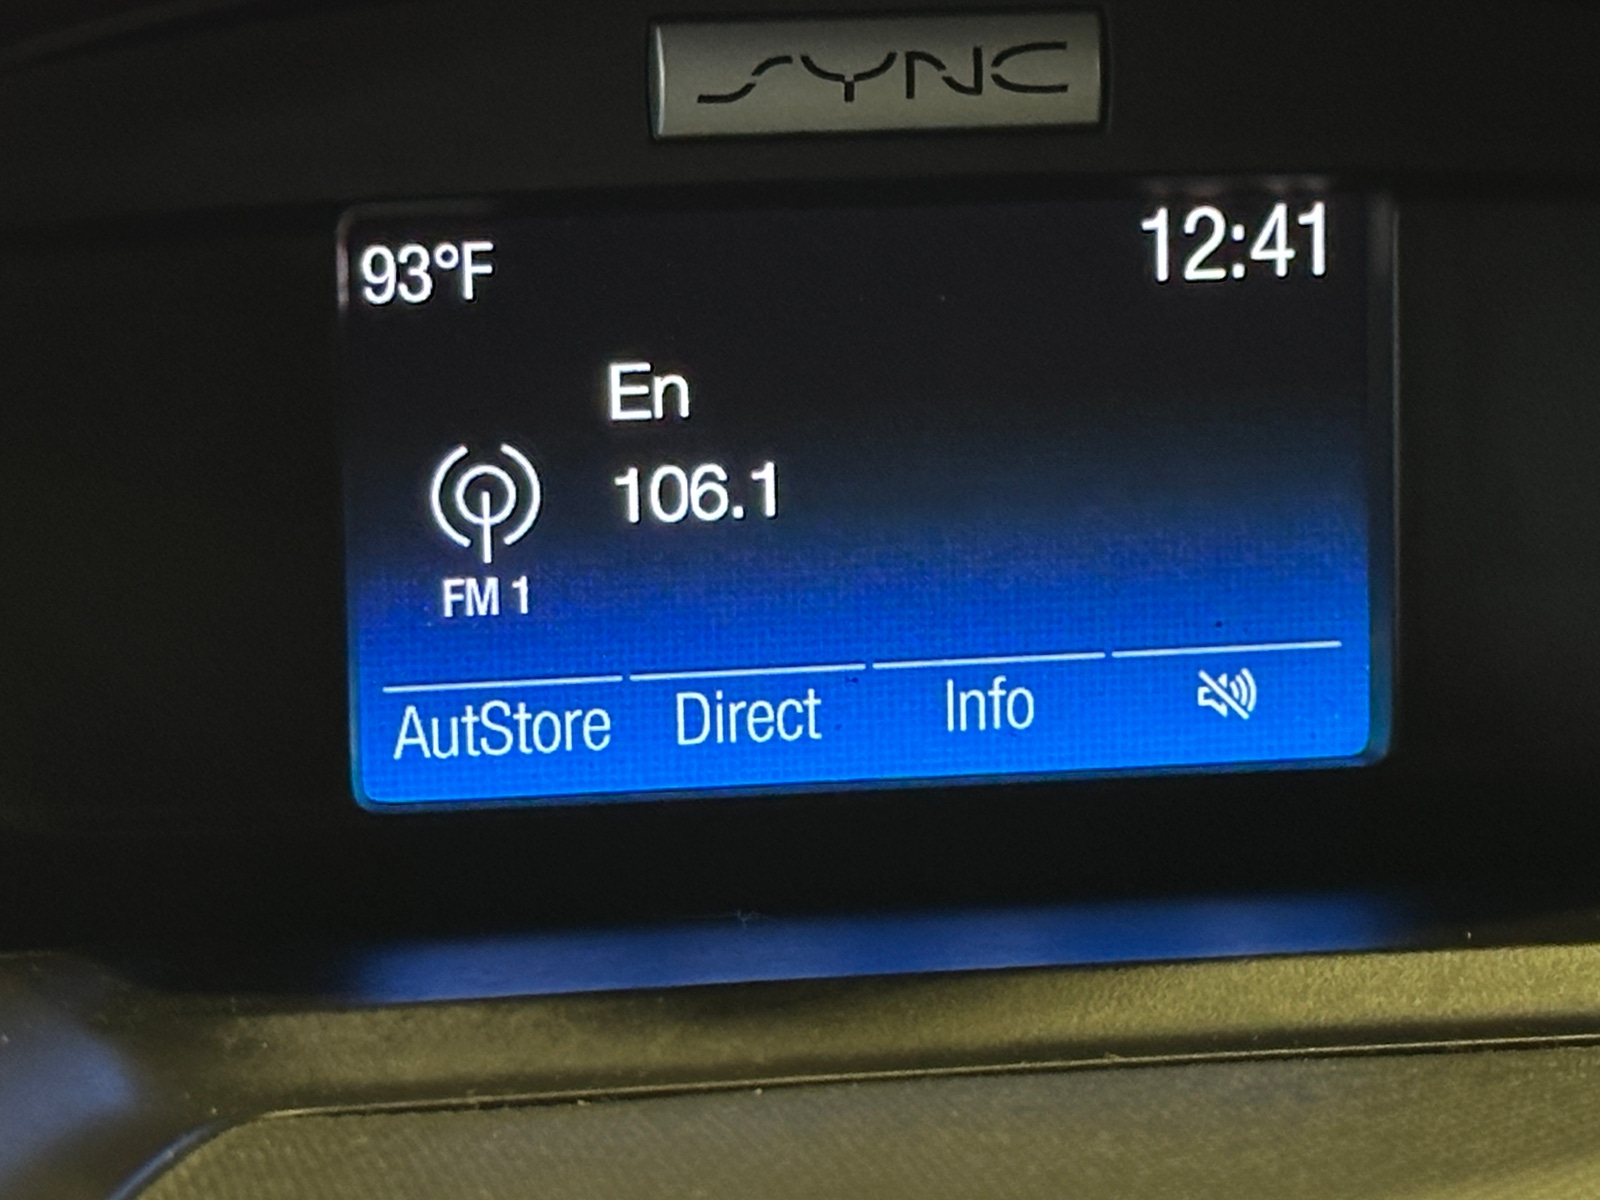 SYNC
93°F 12:41
En
106.1
FM 1
AutStore Direct Info